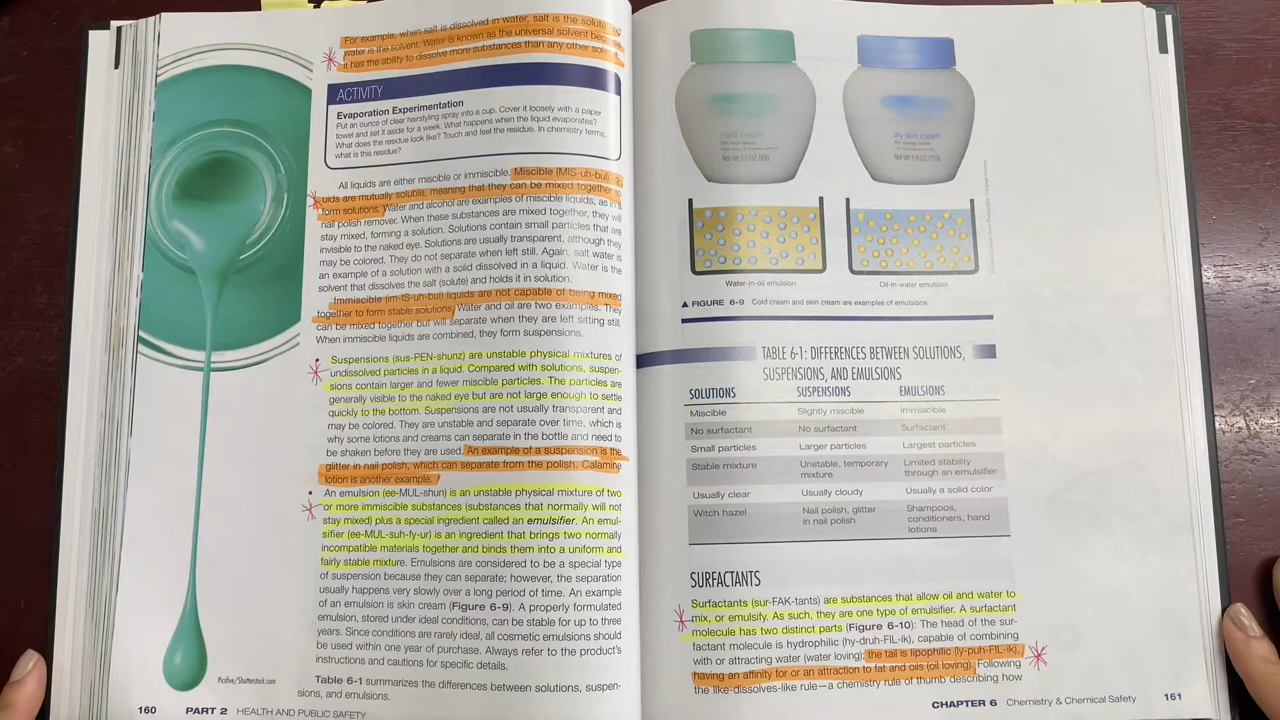 For example, when salt is dissolved in water, salt is the solute
water is the solvent. Water is known as the universal solvent
it has the ability to dissolve more substances than any other
ACTIVITY
Evaporation Experimentation
Put an ounce of clear hairstyling spray into a cup. Cover it loosely with a paper
towel and set it aside for a week. What happens when the liquid evaporates?
What does the residue look like? Touch and feel the residue. In chemistry terms,
what is this residue?
All liquids are either miscible or immiscible. Miscible (MIS-uh-bul)
uids are mutually soluble, meaning that they can be mixed together to
form solutions. Water and alcohol are examples of miscible liquids, as in a
nail polish remover. When these substances are mixed together, they will
stay mixed, forming a solution. Solutions contain small particles that are
invisible to the naked eye. Solutions are usually transparent, although they
may be colored. They do not separate when left still. Again, salt water is
an example of a solution with a solid dissolved in a liquid. Water is the
solvent that dissolves the salt (solute) and holds it in solution.
Immiscible (im-IS-uh-bul) liquids are not capable of being mixed
together to form stable solutions. Water and oil are two examples. They
can be mixed together but will separate when they are left sitting still.
When immiscible liquids are combined, they form suspensions.
• Suspensions (sus-PEN-shunz) are unstable physical mixtures of
undissolved particles in a liquid. Compared with solutions, suspen-
sions contain larger and fewer miscible particles. The particles are
generally visible to the naked eye but are not large enough to settle
quickly to the bottom. Suspensions are not usually transparent and
may be colored. They are unstable and separate over time, which is
why some lotions and creams can separate in the bottle and need to
be shaken before they are used. An example of a suspension is the
glitter in nail polish, which can separate from the polish. Calamine
lotion is another example.
• An emulsion (ee-MUL-shun) is an unstable physical mixture of two
or more immiscible substances (substances that normally will not
stay mixed) plus a special ingredient called an emulsifier. An emul-
sifier (ee-MUL-suh-fy-ur) is an ingredient that brings two normally
incompatible materials together and binds them into a uniform and
fairly stable mixture. Emulsions are considered to be a special type
of suspension because they can separate; however, the separation
usually happens very slowly over a long period of time. An example
of an emulsion is skin cream (Figure 6-9). A properly formulated
emulsion, stored under ideal conditions, can be stable for up to three
years. Since conditions are rarely ideal, all cosmetic emulsions should
be used within one year of purchase. Always refer to the product's
instructions and cautions for specific details.
Table 6-1 summarizes the differences between solutions, suspen-
sions, and emulsions.
Picsfive/Shutterstock.com
160 PART 2 HEALTH AND PUBLIC SAFETY
cold cream
Net Wt 3.5 OZ (99g)
dry skin cream
Water-in-oil emulsion
Oil-in-water emulsion
▲ FIGURE 6-9 Cold cream and skin cream are examples of emulsions.
TABLE 6-1: DIFFERENCES BETWEEN SOLUTIONS,
SUSPENSIONS, AND EMULSIONS
SOLUTIONS SUSPENSIONS EMULSIONS
Miscible Slightly miscible Immiscible
No surfactant No surfactant Surfactant
Small particles Larger particles Largest particles
Stable mixture Unstable, temporary mixture Limited stability through an emulsifier
Usually clear Usually cloudy Usually a solid color
Witch hazel Nail polish, glitter in nail polish Shampoos, conditioners, hand lotions
SURFACTANTS
Surfactants (sur-FAK-tants) are substances that allow oil and water to
mix, or emulsify. As such, they are one type of emulsifier. A surfactant
molecule has two distinct parts (Figure 6-10): The head of the sur-
factant molecule is hydrophilic (hy-druh-FIL-ik), capable of combining
with or attracting water (water loving); the tail is lipophilic (ly-puh-FIL-ik),
having an affinity for or an attraction to fat and oils (oil loving). Following
the like-dissolves-like rule—a chemistry rule of thumb describing how
CHAPTER 6 Chemistry & Chemical Safety 161